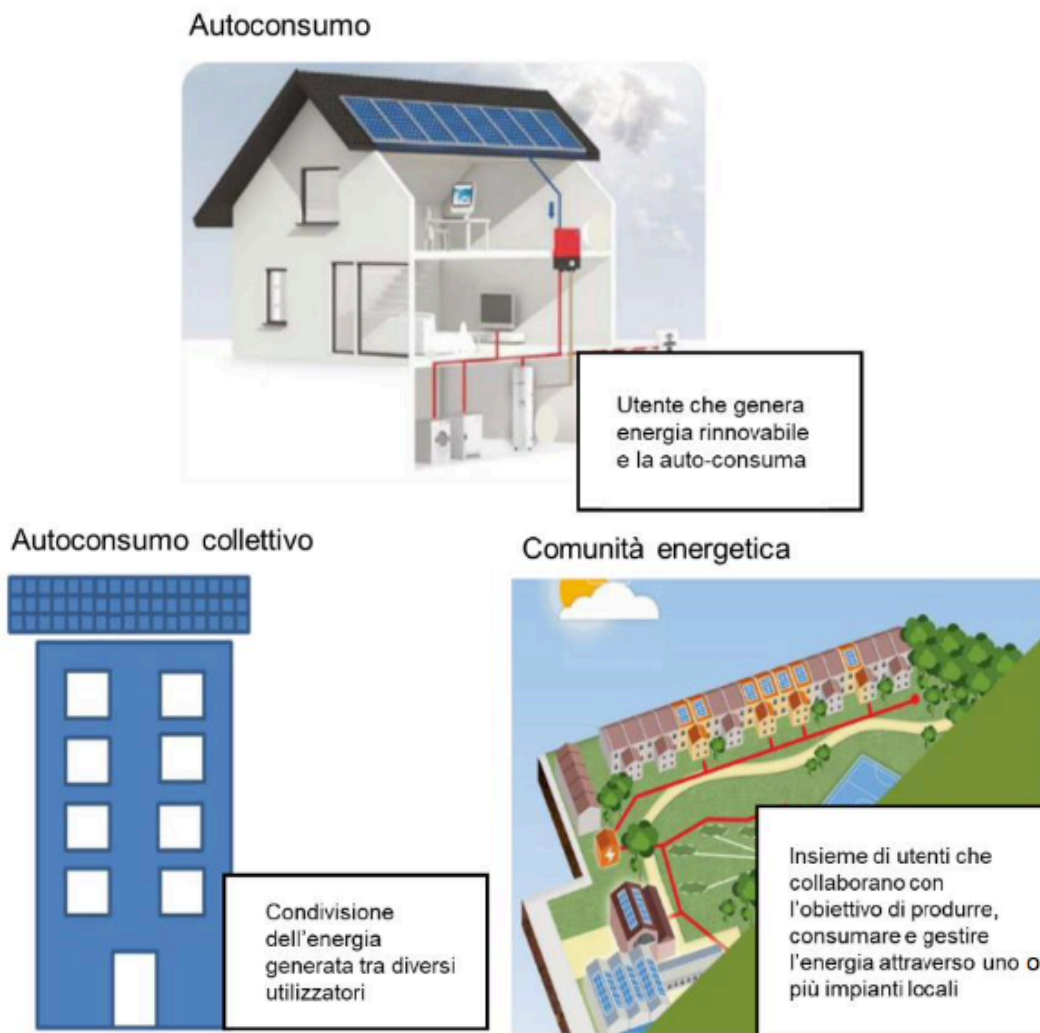 Autoconsumo
Utente che genera
energia rinnovabile
e la auto-consuma
Autoconsumo collettivo
Condivisione
dell'energia
generata tra diversi
utilizzatori
Comunità energetica
Insieme di utenti che
collaborano con
l'obiettivo di produrre,
consumare e gestire
l'energia attraverso uno o
più impianti locali